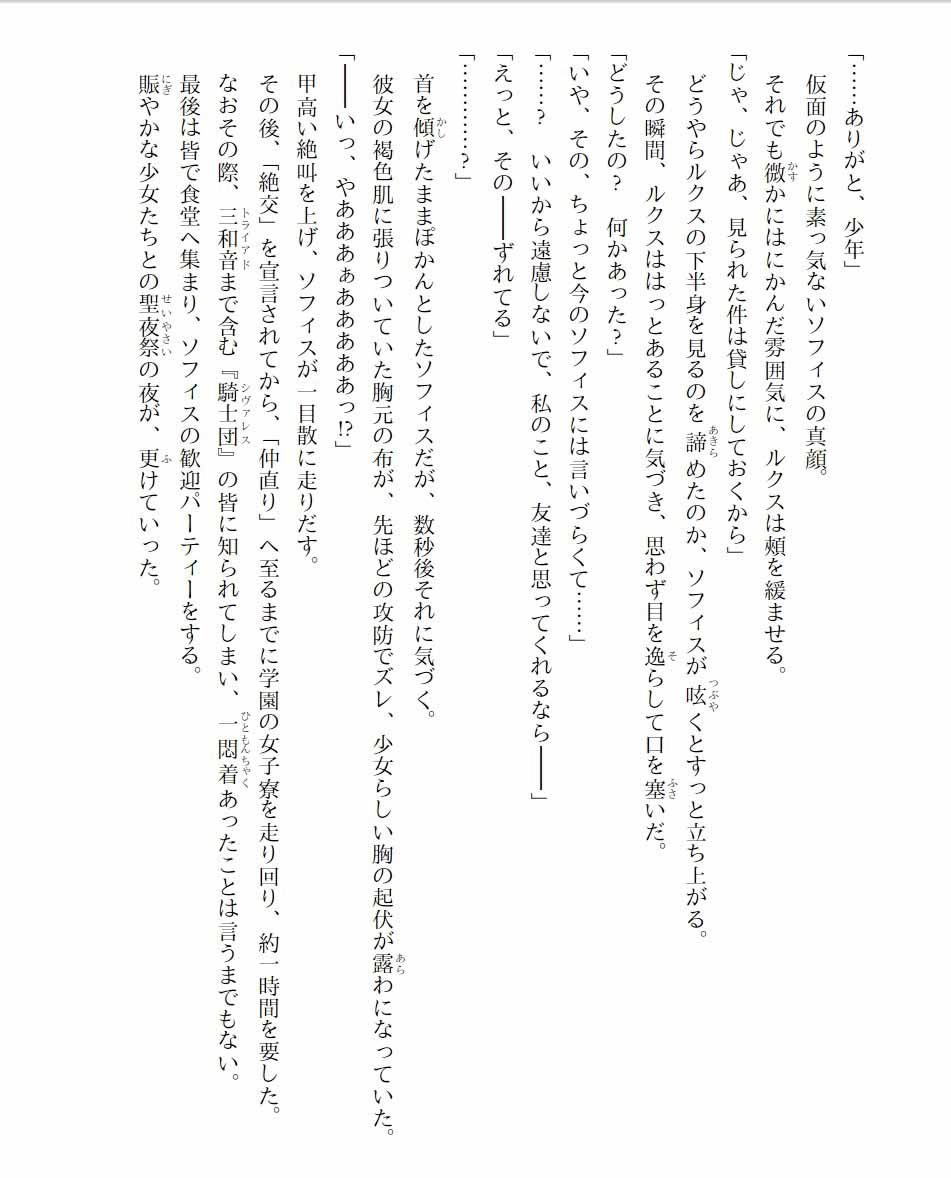 「……ありがと、少年」
仮面のように素っ気ないソフィスの真顔。
それでも微かにはにかんだ雰囲気に、ルクスは頰を緩ませる。
「じゃ、じゃあ、見られた件は貸しにしておくから」
どうやらルクスの下半身を見るのを諦めたのか、ソフィスが呟くとすっと立ち上がる。
その瞬間、ルクスははっとあることに気づき、思わず目を逸らして口を塞いだ。
「どうしたの？　何かあった？」
「いや、その、ちょっと今のソフィスには言いづらくて……」
「……？　いいから遠慮しないで、私のこと、友達と思ってくれるなら――」
「えっと、その――ずれてる」
「…………？」
首を傾げたままぽかんとしたソフィスだが、数秒後それに気づく。
彼女の褐色肌に張りついていた胸元の布が、先ほどの攻防でズレ、少女らしい胸の起伏が露わになっていた。
「――いっ、やあああぁああああぁっ!?」
甲高い絶叫を上げ、ソフィスが一目散に走りだす。
その後、「絶交」を宣言されてから、「仲直り」へ至るまでに学園の女子寮を走り回り、約一時間を要した。
なおその際、三和音まで含む『騎士団』の皆に知られてしまい、一悶着あったことは言うまでもない。
最後は皆で食堂へ集まり、ソフィスの歓迎パーティーをする。
賑やかな少女たちとの聖夜祭の夜が、更けていった。